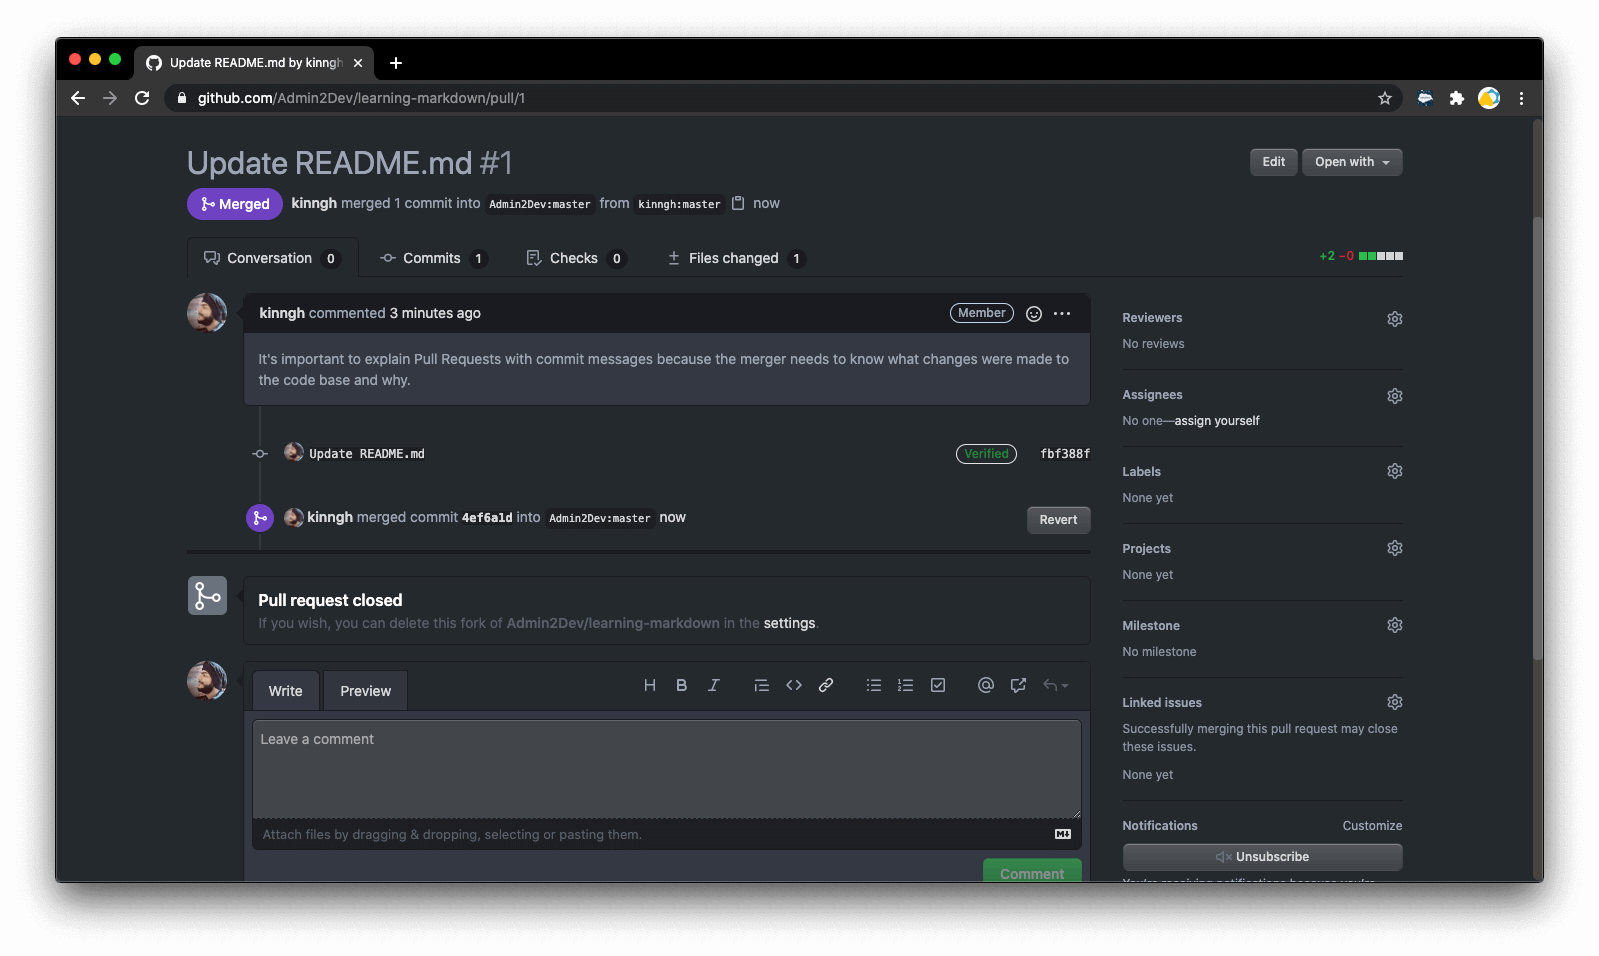 Update README.md by kinngh
github.com/Admin2Dev/learning-markdown/pull/1
Update README.md #1
Edit
Open with
Merged
kinngh merged 1 commit into Admin2Dev:master from kinngh:master now
Conversation 0
Commits 1
Checks 0
Files changed 1
+2 −0
kinngh commented 3 minutes ago
Member
It's important to explain Pull Requests with commit messages because the merger needs to know what changes were made to
the code base and why.
Update README.md
Verified
fbf388f
kinngh merged commit 4ef6a1d into Admin2Dev:master now
Revert
Pull request closed
If you wish, you can delete this fork of Admin2Dev/learning-markdown in the settings.
Write
Preview
Leave a comment
Attach files by dragging & dropping, selecting or pasting them.
Comment
Reviewers
No reviews
Assignees
No one—assign yourself
Labels
None yet
Projects
None yet
Milestone
No milestone
Linked issues
Successfully merging this pull request may close
these issues.
None yet
Notifications
Customize
Unsubscribe
You're receiving notifications because you're